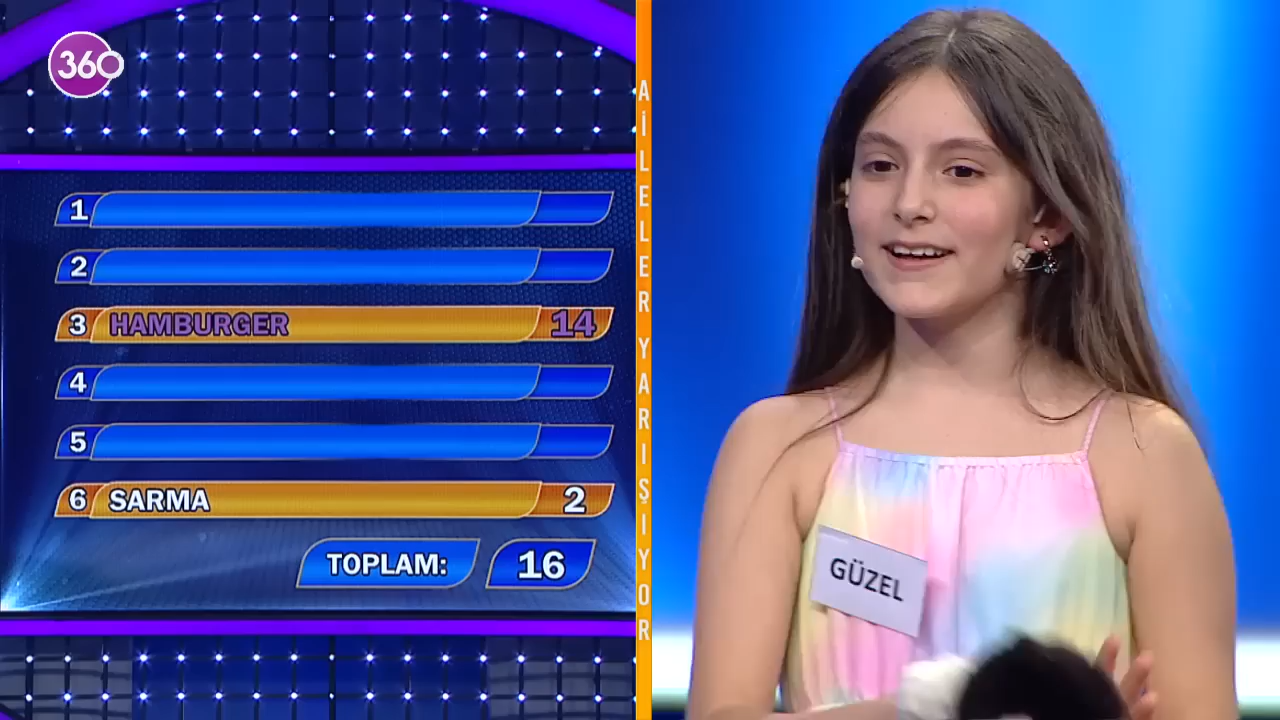 360
1
2
3 HAMBURGER 14
4
5
6 SARMA 2
TOPLAM: 16
AİLELER YARIŞIYOR
GÜZEL